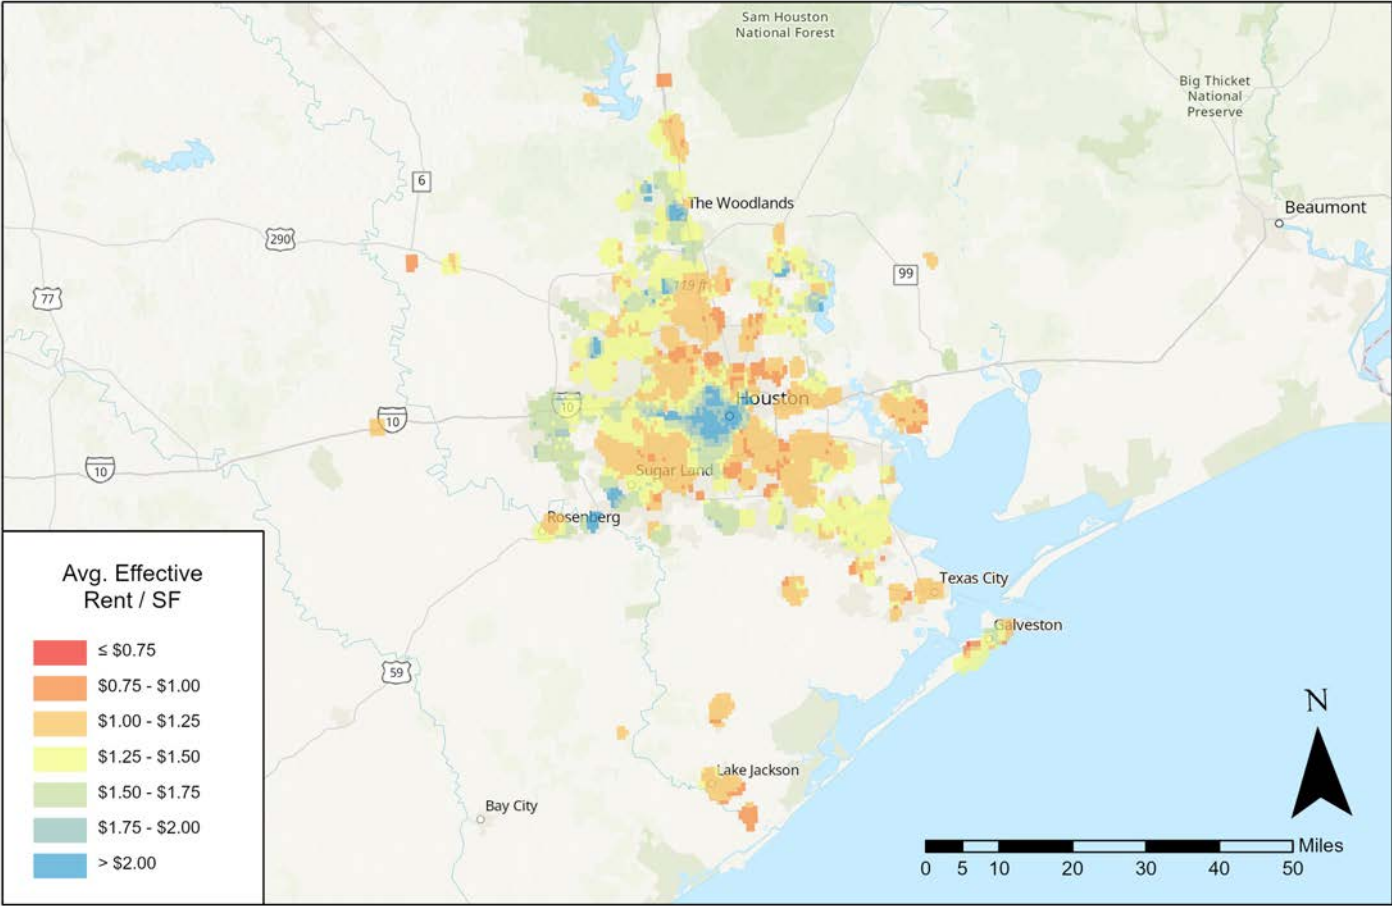 Sam Houston
National Forest
Big Thicket
National
Preserve
6
The Woodlands
Beaumont
290
99
77
119 ft
10
Houston
10
10
Sugar Land
Rosenberg
Avg. Effective
Rent / SF
≤ $0.75
$0.75 - $1.00
$1.00 - $1.25
$1.25 - $1.50
$1.50 - $1.75
$1.75 - $2.00
> $2.00
Texas City
Galveston
59
N
Lake Jackson
Bay City
Miles
0 5 10 20 30 40 50